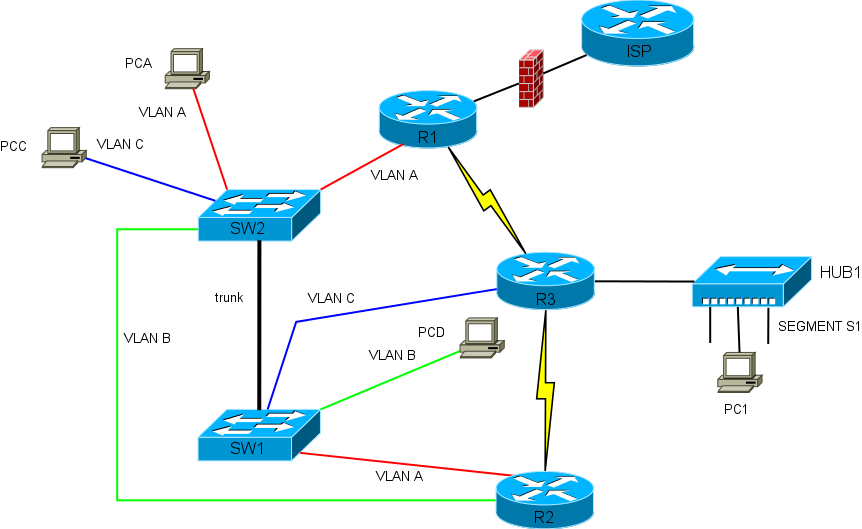 ISP
PCA
VLAN A
R1
PCC
VLAN C
VLAN A
SW2
HUB1
R3
trunk
VLAN C
SEGMENT S1
PCD
VLAN B
VLAN B
PC1
SW1
VLAN A
R2